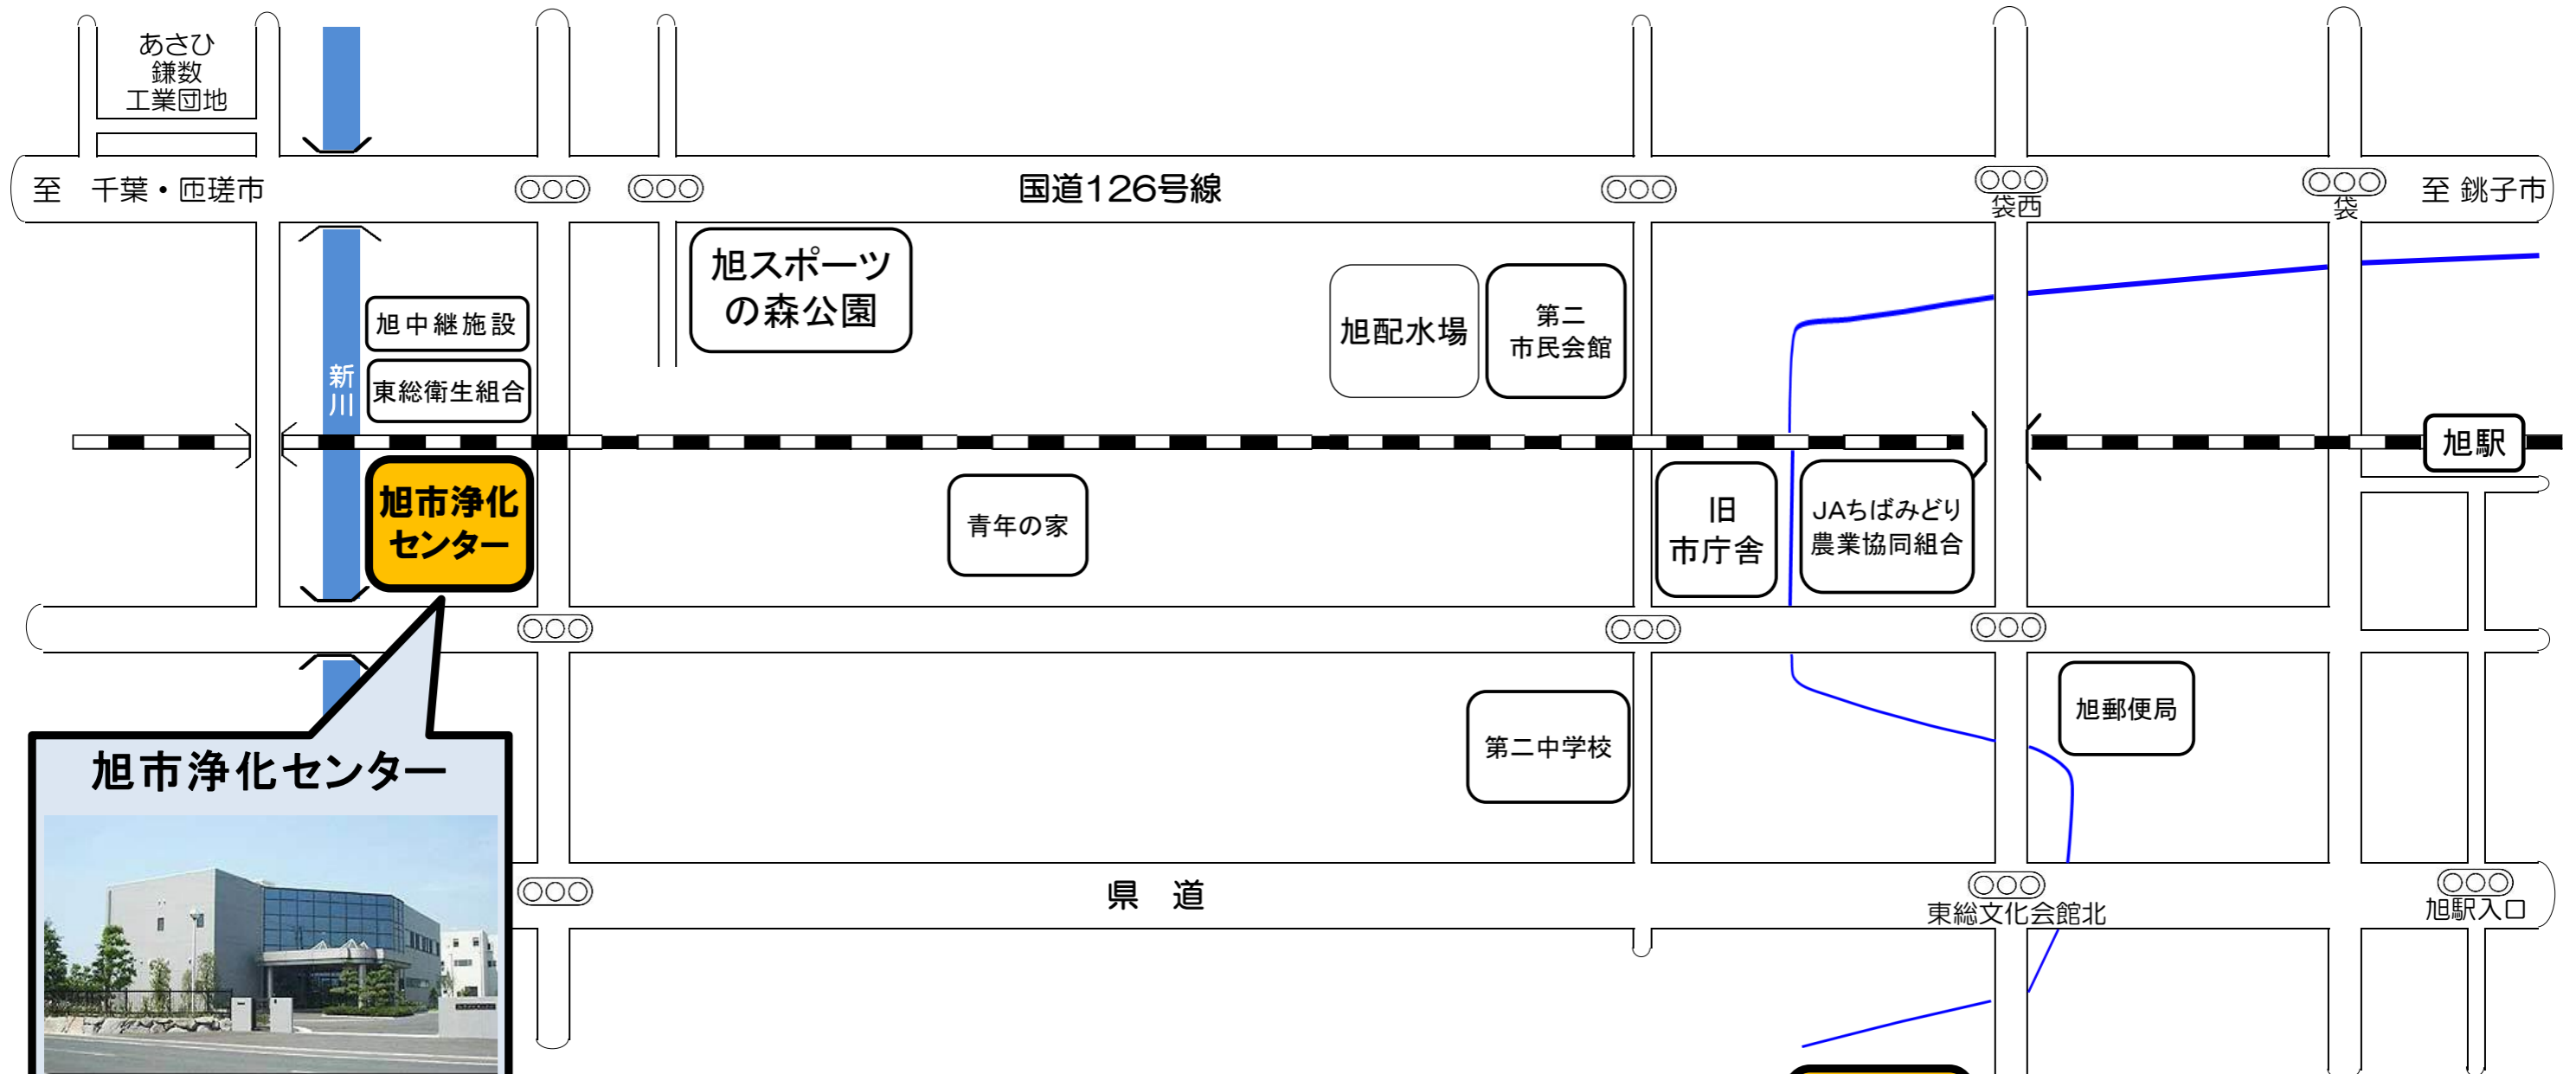 あさひ
鎌数
工業団地
至 千葉・匝瑳市
国道126号線
袋西
袋
至 銚子市
旭スポーツ
の森公園
旭中継施設
東総衛生組合
新川
旭配水場
第二
市民会館
旭駅
旭市浄化
センター
青年の家
旧
市庁舎
JAちばみどり
農業協同組合
旭郵便局
第二中学校
旭市浄化センター
県 道
東総文化会館北
旭駅入口